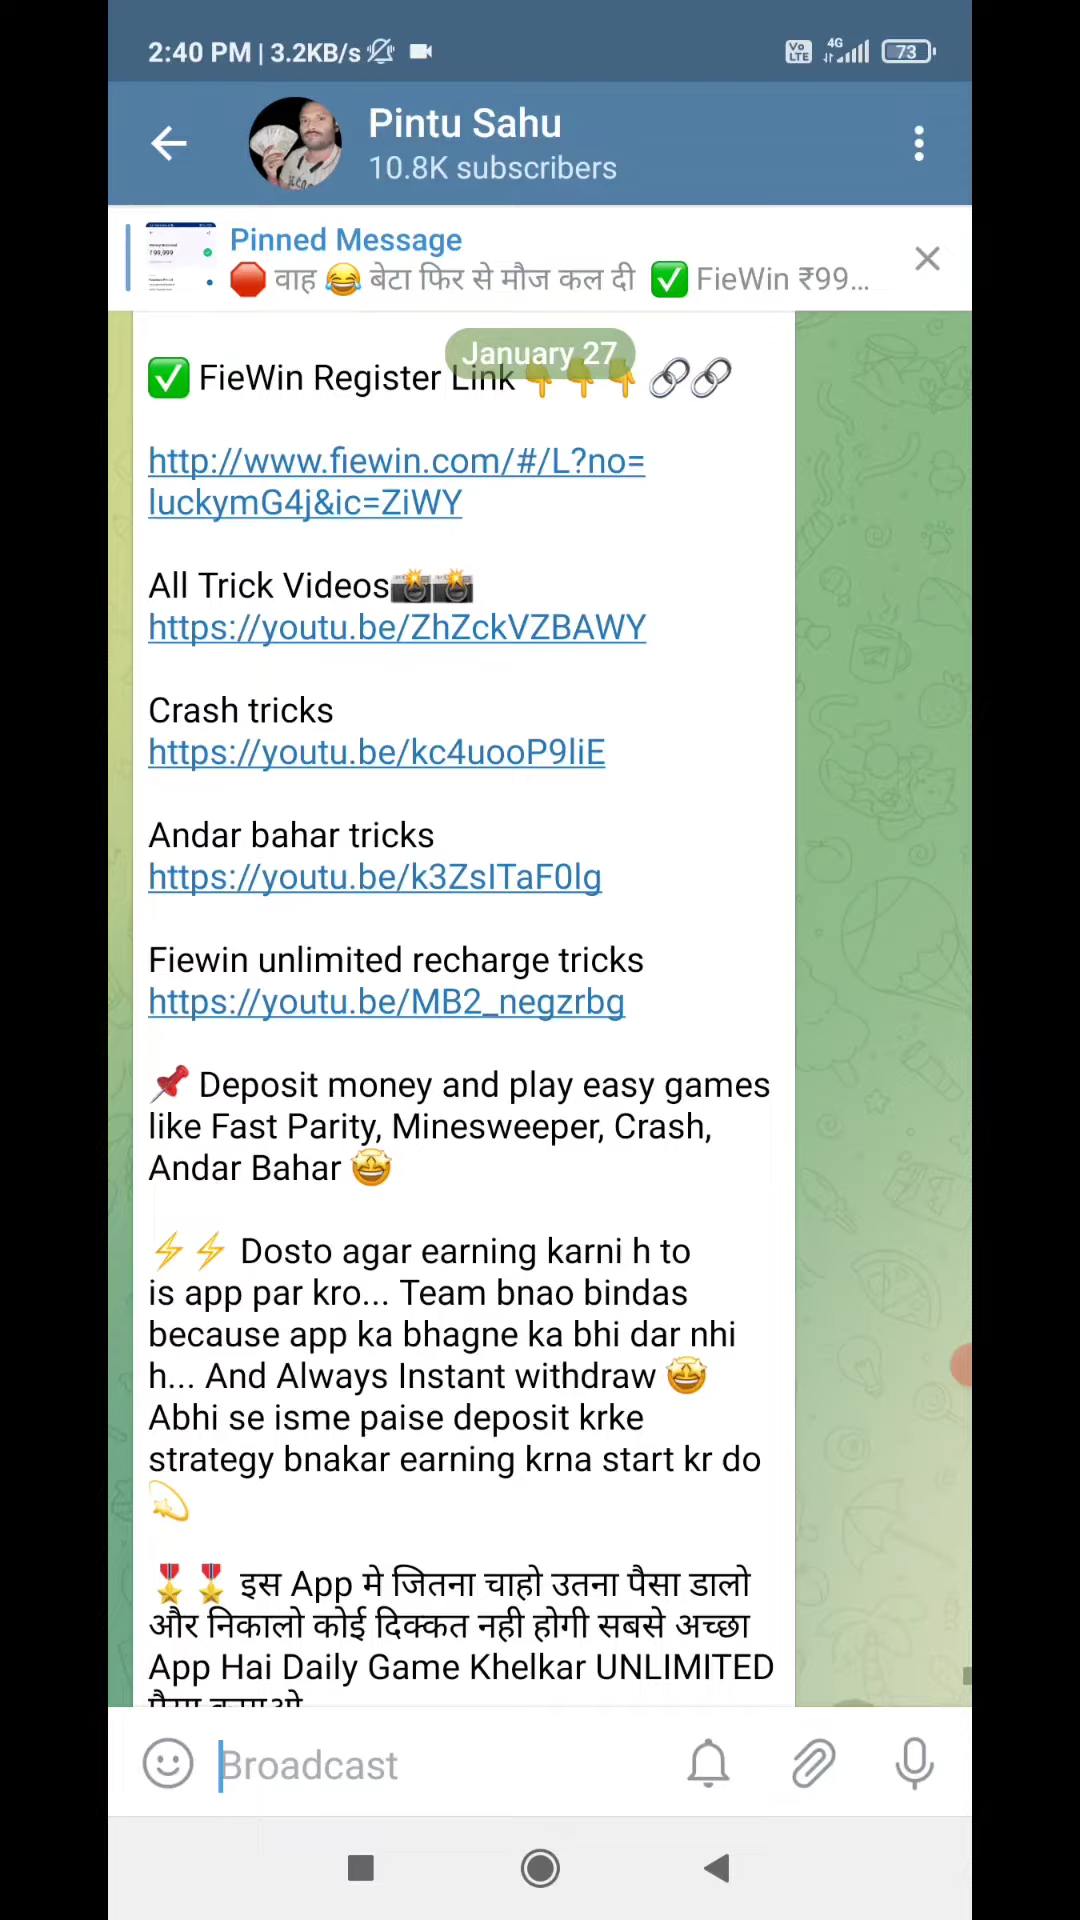 2:40 PM | 3.2KB/s
Vo LTE 4G 73
Pintu Sahu
10.8K subscribers
Pinned Message
🛑 वाह 😂 बेटा फिर से मौज कल दी ✅ FieWin ₹99...
January 27
✅ FieWin Register Link👇👇👇 🔗🔗
http://www.fiewin.com/#/L?no=
luckymG4j&ic=ZiWY
All Trick Videos📸📸
https://youtu.be/ZhZckVZBAWY
Crash tricks
https://youtu.be/kc4uooP9liE
Andar bahar tricks
https://youtu.be/k3ZsITaF0lg
Fiewin unlimited recharge tricks
https://youtu.be/MB2_negzrbg
📌 Deposit money and play easy games
like Fast Parity, Minesweeper, Crash,
Andar Bahar 🤩
⚡⚡ Dosto agar earning karni h to
is app par kro... Team bnao bindas
because app ka bhagne ka bhi dar nhi
h... And Always Instant withdraw 🤩
Abhi se isme paise deposit krke
strategy bnakar earning krna start kr do
💫
🎖🎖 इस App मे जितना चाहो उतना पैसा डालो
और निकालो कोई दिक्कत नही होगी सबसे अच्छा
App Hai Daily Game Khelkar UNLIMITED
Broadcast